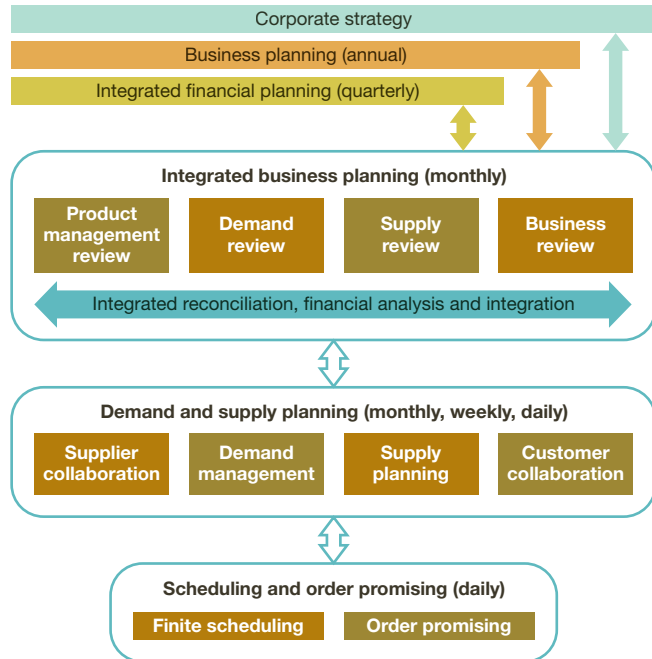 Corporate strategy
Business planning (annual)
Integrated financial planning (quarterly)
Integrated business planning (monthly)
Product
management
review
Demand
review
Supply
review
Business
review
Integrated reconciliation, financial analysis and integration
Demand and supply planning (monthly, weekly, daily)
Supplier
collaboration
Demand
management
Supply
planning
Customer
collaboration
Scheduling and order promising (daily)
Finite scheduling
Order promising